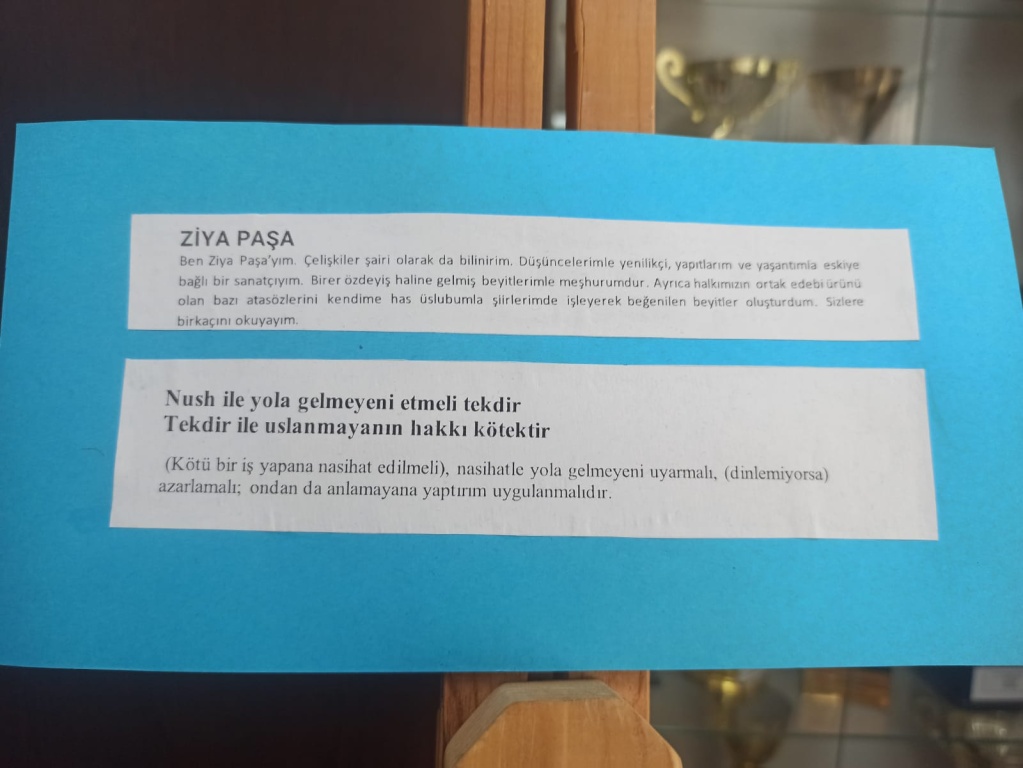 ZİYA PAŞA
Ben Ziya Paşa'yım. Çelişkiler şairi olarak da bilinirim. Düşüncelerimle yenilikçi, yapıtlarım ve yaşantımla eskiye
bağlı bir sanatçıyım. Birer özdeyiş haline gelmiş beyitlerimle meşhurumdur. Ayrıca halkımızın ortak edebi ürünü
olan bazı atasözlerini kendime has üslubumla şiirlerimde işleyerek beğenilen beyitler oluşturdum. Sizlere
birkaçını okuyayım.
Nush ile yola gelmeyeni etmeli tekdir
Tekdir ile uslanmayanın hakkı kötektir
(Kötü bir iş yapana nasihat edilmeli), nasihatle yola gelmeyeni uyarmalı, (dinlemiyorsa)
azarlamalı; ondan da anlamayana yaptırım uygulanmalıdır.